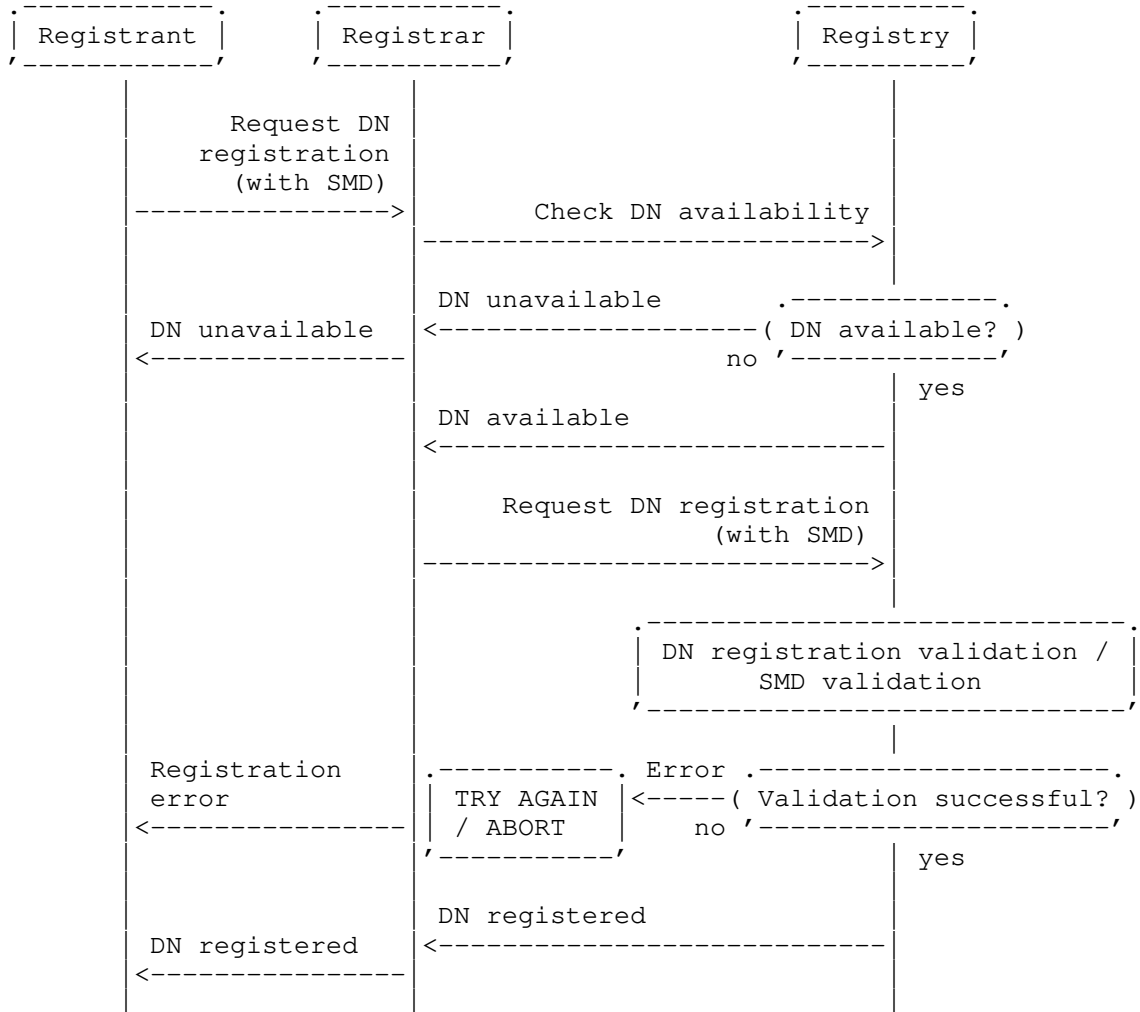 Registrant Registrar Registry
Request DN
registration
(with SMD)
Check DN availability
DN unavailable
DN unavailable ( DN available? )
no
yes
DN available
Request DN registration
(with SMD)
DN registration validation /
SMD validation
Registration Error
error TRY AGAIN ( Validation successful? )
/ ABORT no
yes
DN registered
DN registered